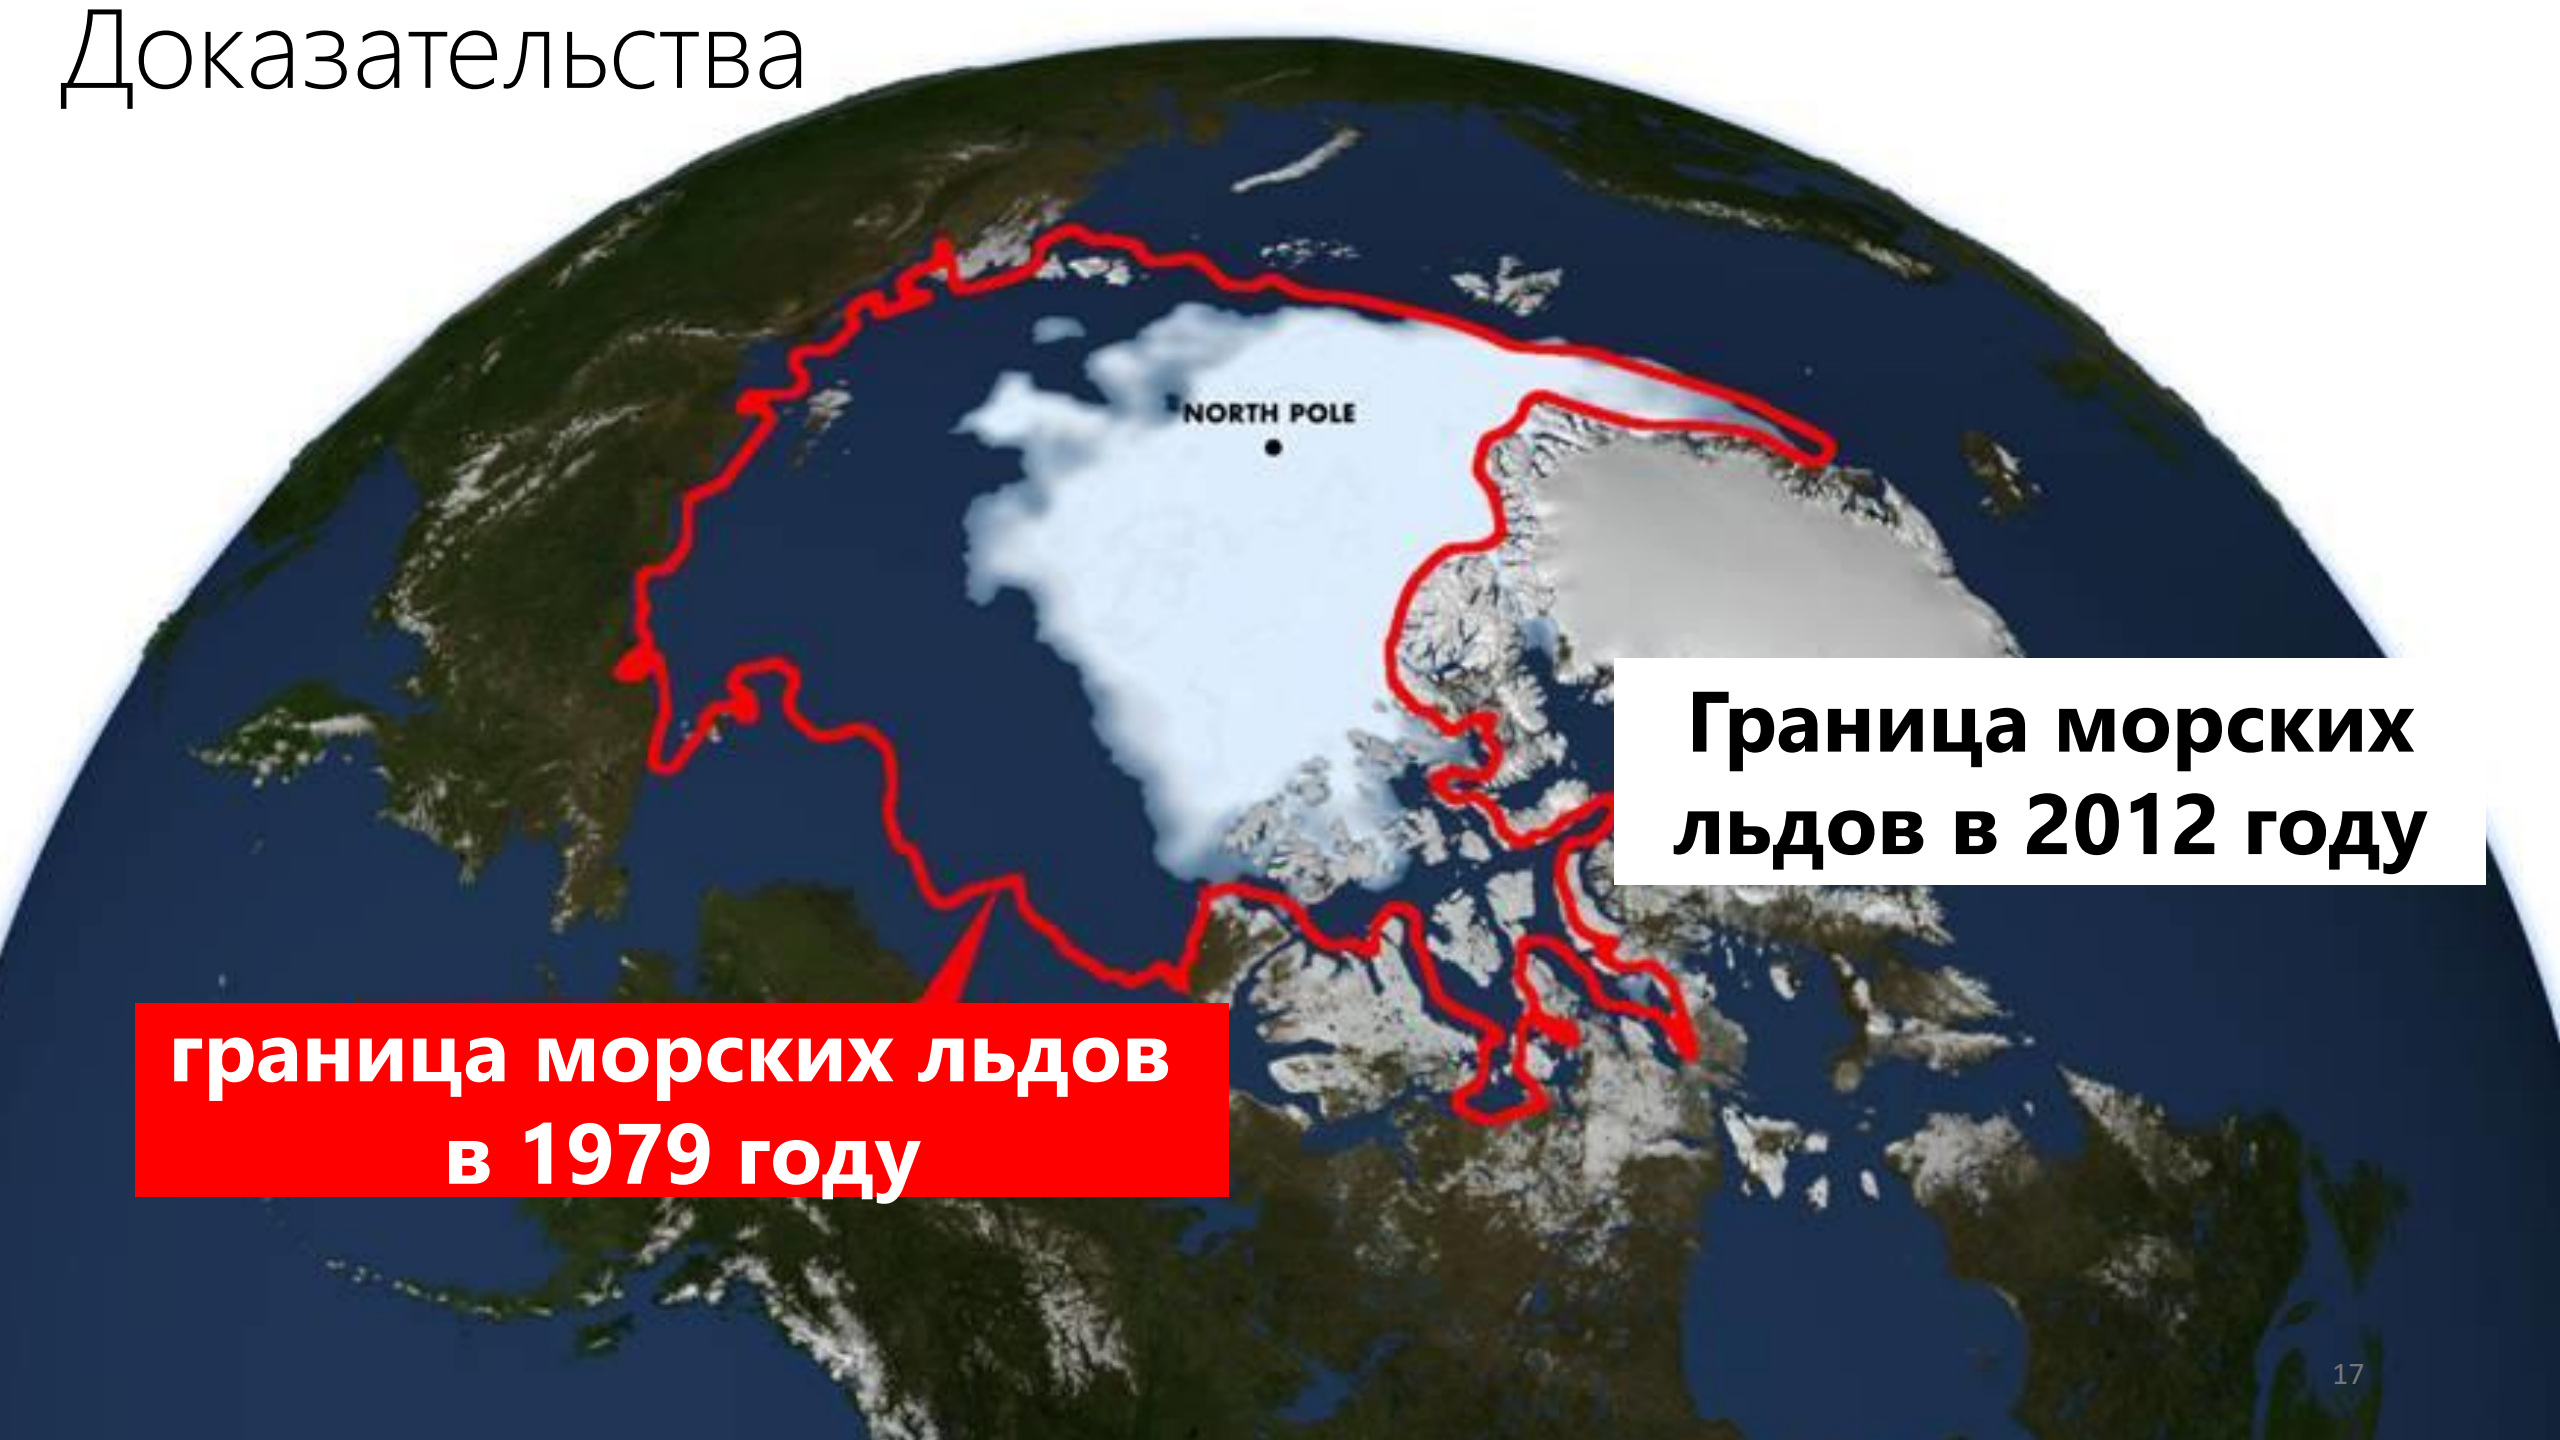 Доказательства
NORTH POLE
Граница морских
льдов в 2012 году
граница морских льдов
в 1979 году
17